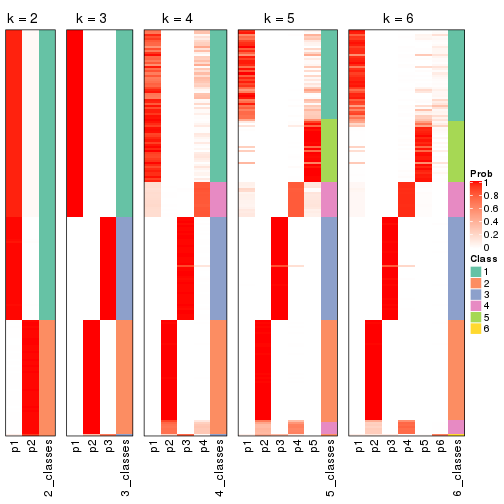 k = 2
k = 3
k = 4
k = 5
k = 6
Prob
1
0.8
0.6
0.4
0.2
0
Class
1
2
3
4
5
6
p1
p2
2_classes
p1
p2
p3
3_classes
p1
p2
p3
p4
4_classes
p1
p2
p3
p4
p5
5_classes
p1
p2
p3
p4
p5
p6
6_classes